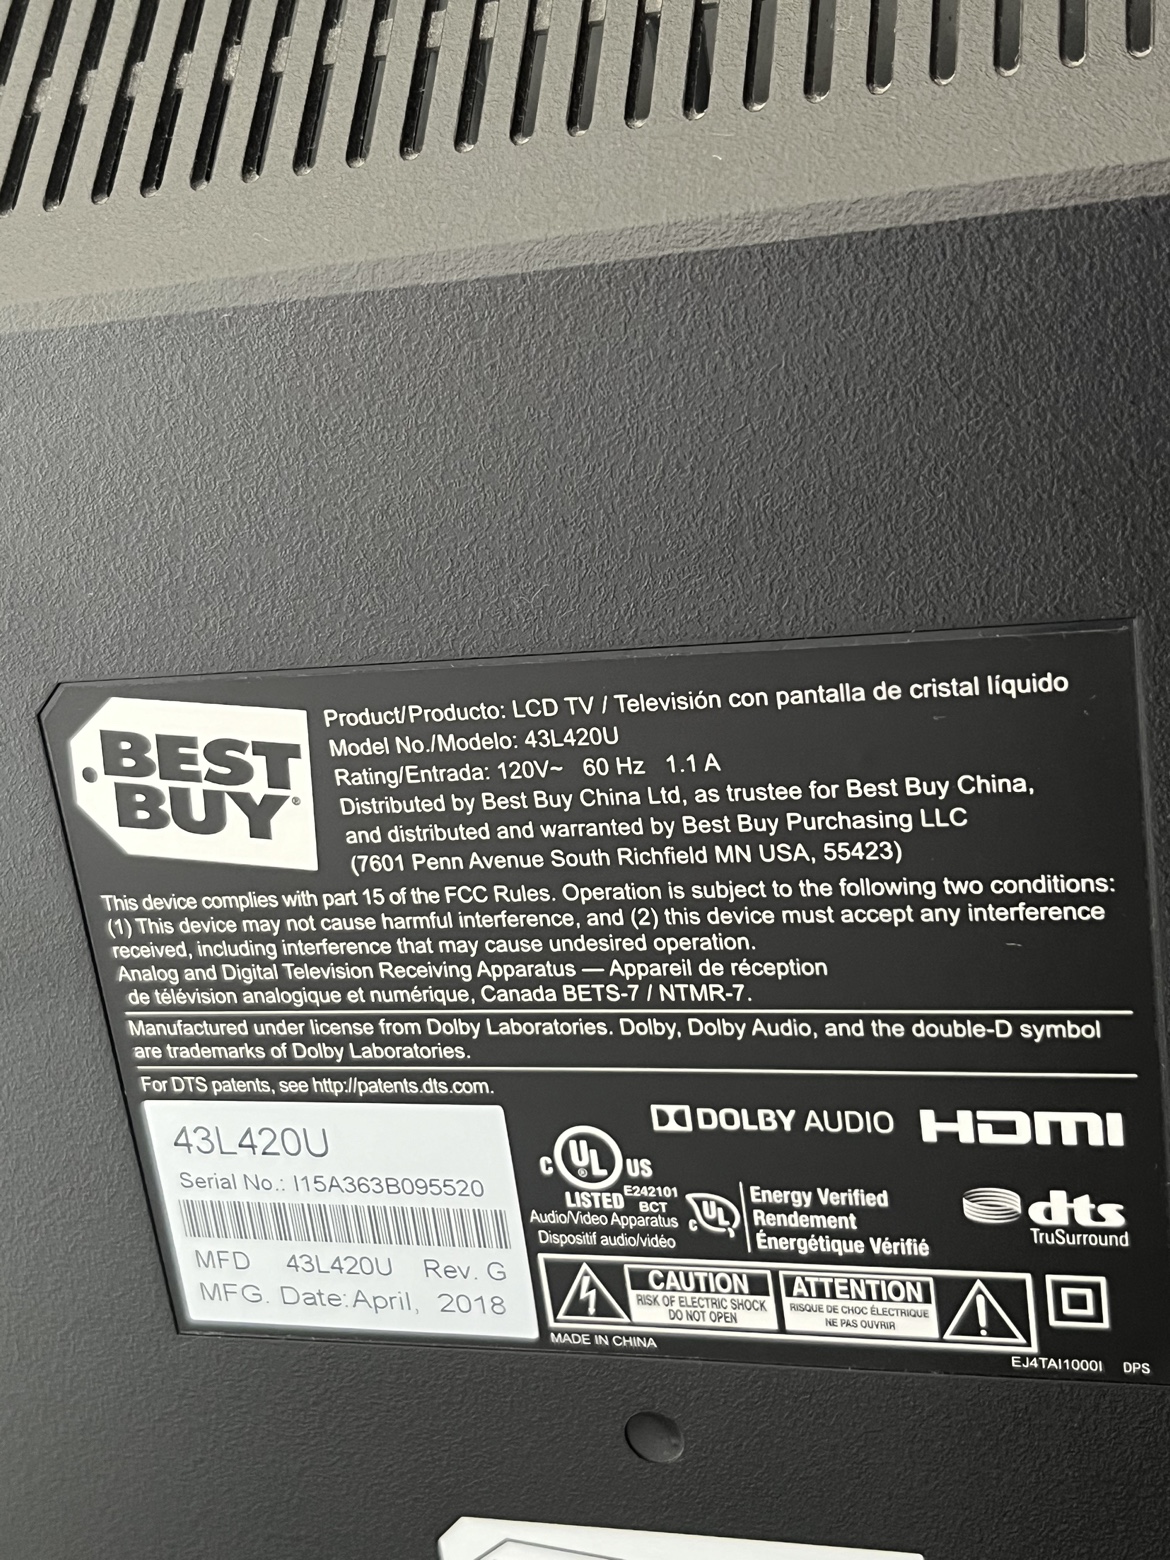 BEST
BUY®
Product/Producto: LCD TV / Televisión con pantalla de cristal líquido
Model No./Modelo: 43L420U
Rating/Entrada: 120V~ 60 Hz 1.1 A
Distributed by Best Buy China Ltd, as trustee for Best Buy China,
and distributed and warranted by Best Buy Purchasing LLC
(7601 Penn Avenue South Richfield MN USA, 55423)
This device complies with part 15 of the FCC Rules. Operation is subject to the following two conditions:
(1) This device may not cause harmful interference, and (2) this device must accept any interference
received, including interference that may cause undesired operation.
Analog and Digital Television Receiving Apparatus — Appareil de réception
de télévision analogique et numérique, Canada BETS-7 / NTMR-7.
Manufactured under license from Dolby Laboratories. Dolby, Dolby Audio, and the double-D symbol
are trademarks of Dolby Laboratories.
For DTS patents, see http://patents.dts.com.
43L420U
Serial No.: I15A363B095520
MFD 43L420U Rev. G
MFG. Date:April, 2018
DOLBY AUDIO
HDMI
C UL® US
LISTED E242101
BCT
Audio/Video Apparatus
Dispositif audio/vidéo
c UL
Energy Verified
Rendement
Énergétique Vérifié
dts
TruSurround
CAUTION
RISK OF ELECTRIC SHOCK
DO NOT OPEN
ATTENTION
RISQUE DE CHOC ÉLECTRIQUE
NE PAS OUVRIR
MADE IN CHINA
EJ4TAI1000I DPS